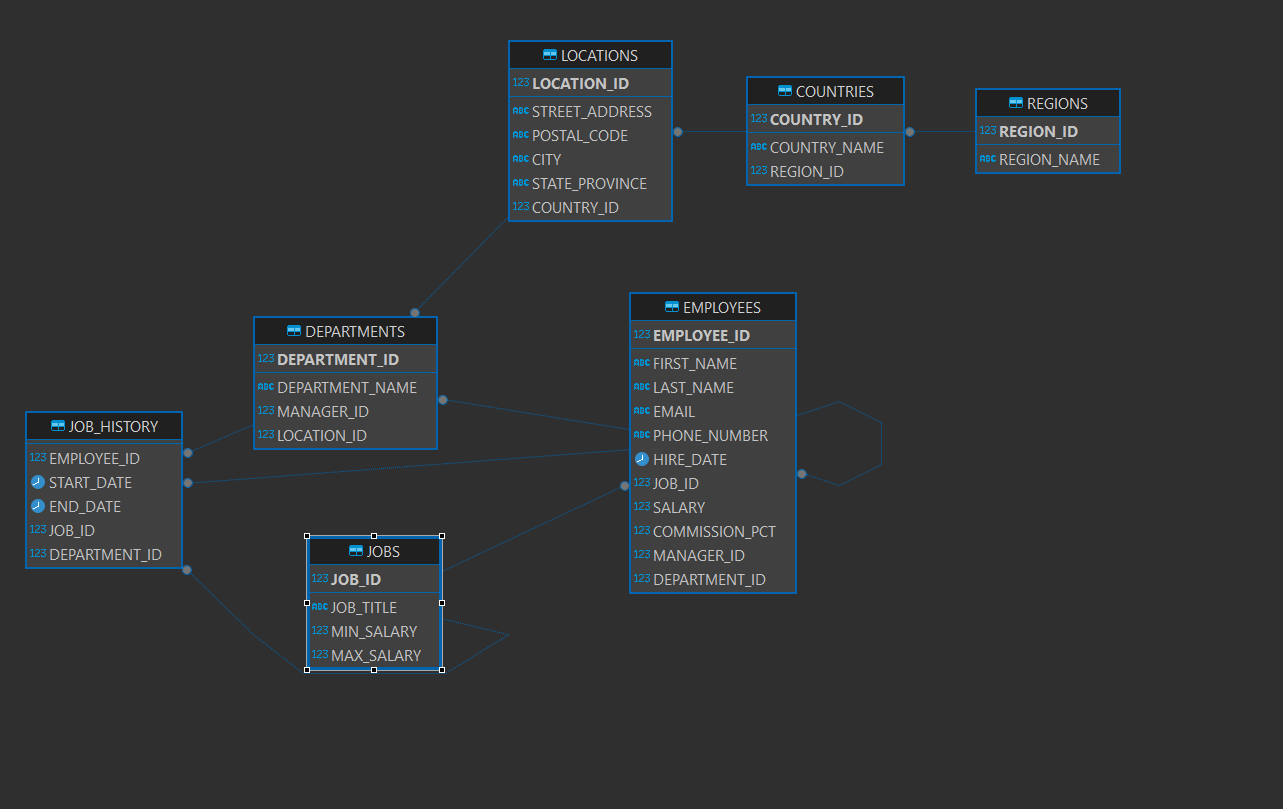 LOCATIONS
123 LOCATION_ID
ABC STREET_ADDRESS
ABC POSTAL_CODE
ABC CITY
ABC STATE_PROVINCE
123 COUNTRY_ID
COUNTRIES
123 COUNTRY_ID
ABC COUNTRY_NAME
123 REGION_ID
REGIONS
123 REGION_ID
ABC REGION_NAME
DEPARTMENTS
123 DEPARTMENT_ID
ABC DEPARTMENT_NAME
123 MANAGER_ID
123 LOCATION_ID
EMPLOYEES
123 EMPLOYEE_ID
ABC FIRST_NAME
ABC LAST_NAME
ABC EMAIL
ABC PHONE_NUMBER
HIRE_DATE
123 JOB_ID
123 SALARY
123 COMMISSION_PCT
123 MANAGER_ID
123 DEPARTMENT_ID
JOB_HISTORY
123 EMPLOYEE_ID
START_DATE
END_DATE
123 JOB_ID
123 DEPARTMENT_ID
JOBS
123 JOB_ID
ABC JOB_TITLE
123 MIN_SALARY
123 MAX_SALARY